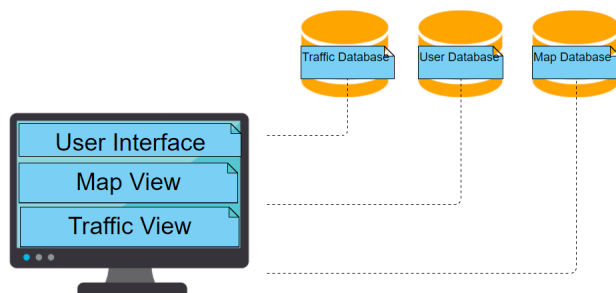 Traffic Database
User Database
Map Database
User Interface
Map View
Traffic View